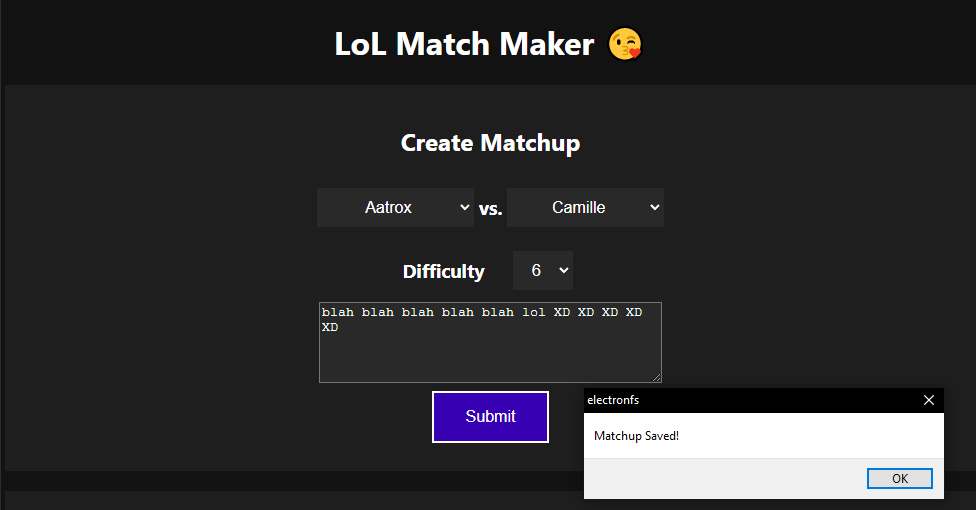 LoL Match Maker 😘
Create Matchup
Aatrox vs. Camille
Difficulty 6
blah blah blah blah blah lol XD XD XD XD
XD
Submit
electronfs
Matchup Saved!
OK